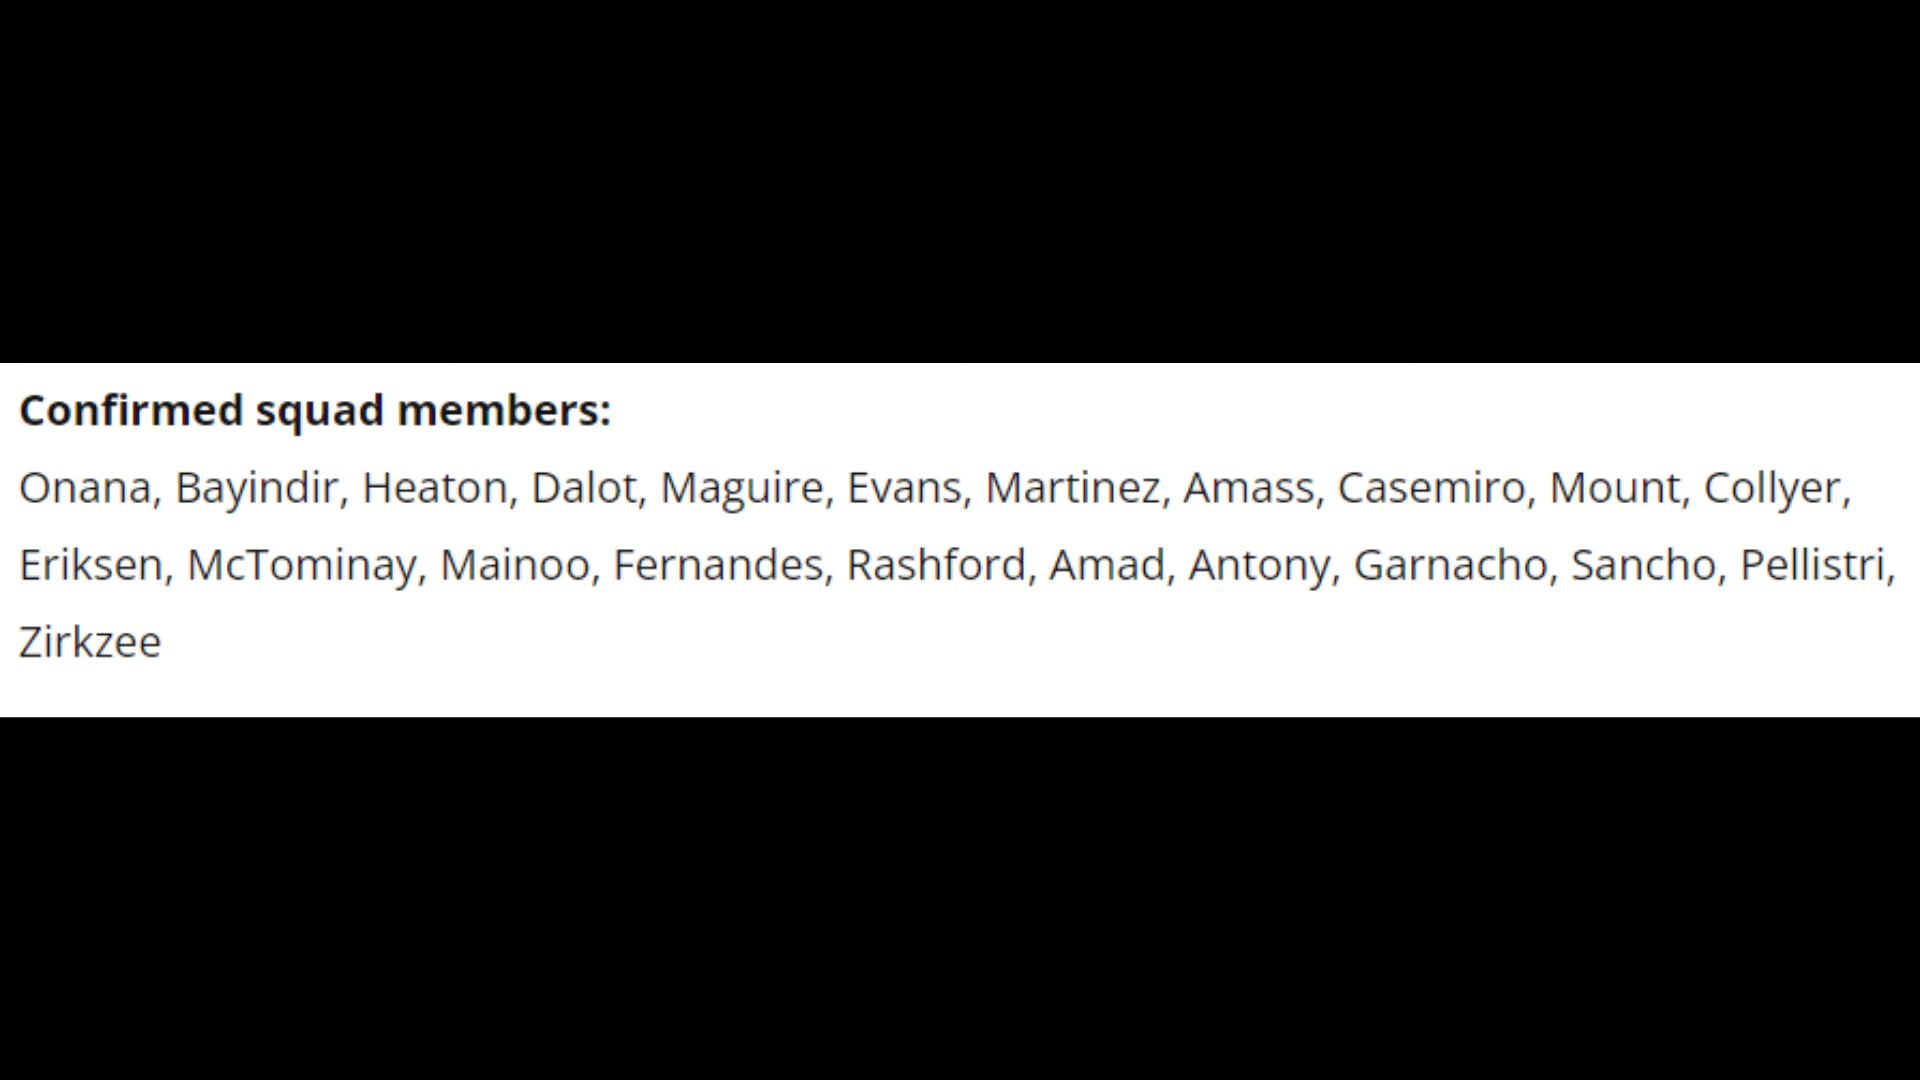 Confirmed squad members:
Onana, Bayindir, Heaton, Dalot, Maguire, Evans, Martinez, Amass, Casemiro, Mount, Collyer,
Eriksen, McTominay, Mainoo, Fernandes, Rashford, Amad, Antony, Garnacho, Sancho, Pellistri,
Zirkzee